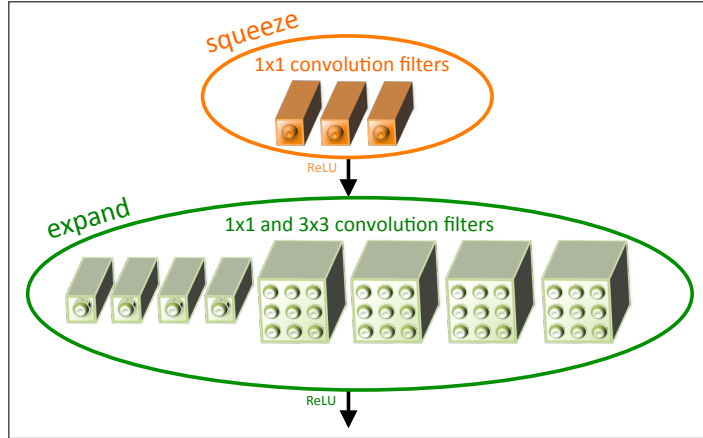 squeeze
1x1 convolution filters
ReLU
expand
1x1 and 3x3 convolution filters
ReLU